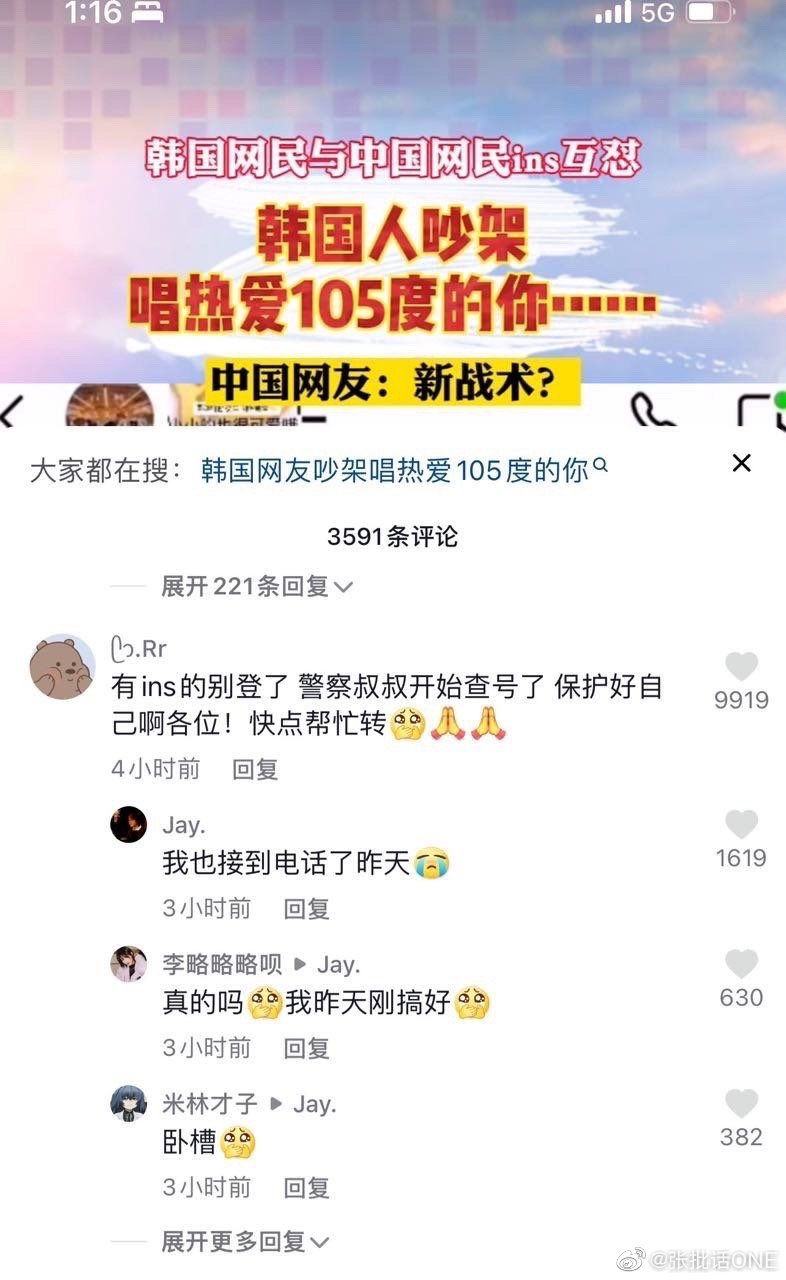 1:16
5G
韩国网民与中国网民ins互怼
韩国人吵架
唱热爱105度的你……
中国网友：新战术？
大家都在搜：韩国网友吵架唱热爱105度的你
3591条评论
展开221条回复
.Rr
有ins的别登了 警察叔叔开始查号了 保护好自
己啊各位！快点帮忙转🥺🙏🙏
9919
4小时前 回复
Jay.
我也接到电话了昨天😭
1619
3小时前 回复
李略略略呗 ▶ Jay.
真的吗🥺我昨天刚搞好🥺
630
3小时前 回复
米林才子 ▶ Jay.
卧槽🥺
382
3小时前 回复
展开更多回复
@张批话ONE